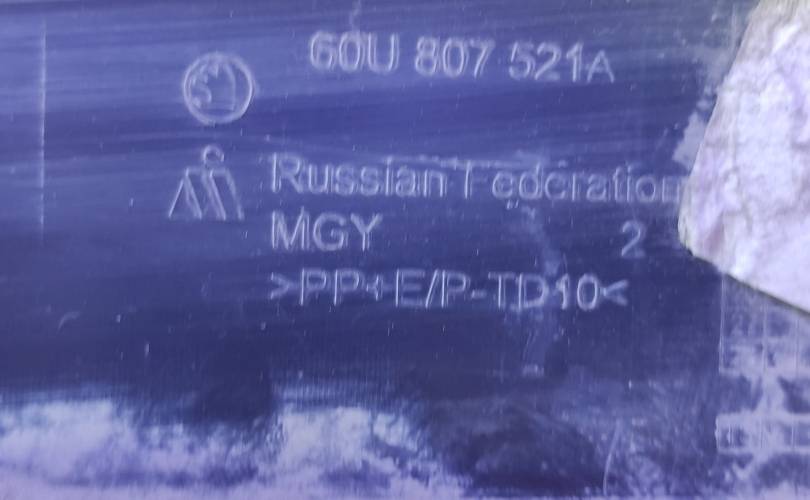 60U 807 521A
Russian Federation
MGY 2
>PP+E/P-TD10<